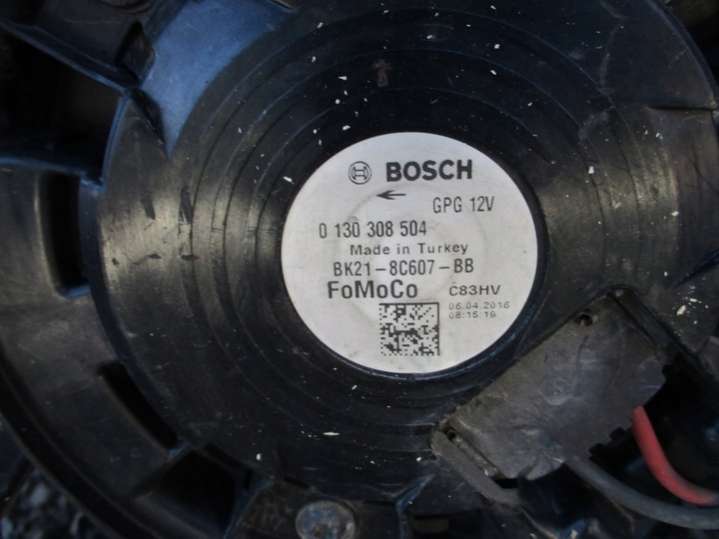 BOSCH
GPG 12V
0 130 308 504
Made in Turkey
BK21-8C607-BB
FoMoCo C83HV
06.04.2016
08:15:19